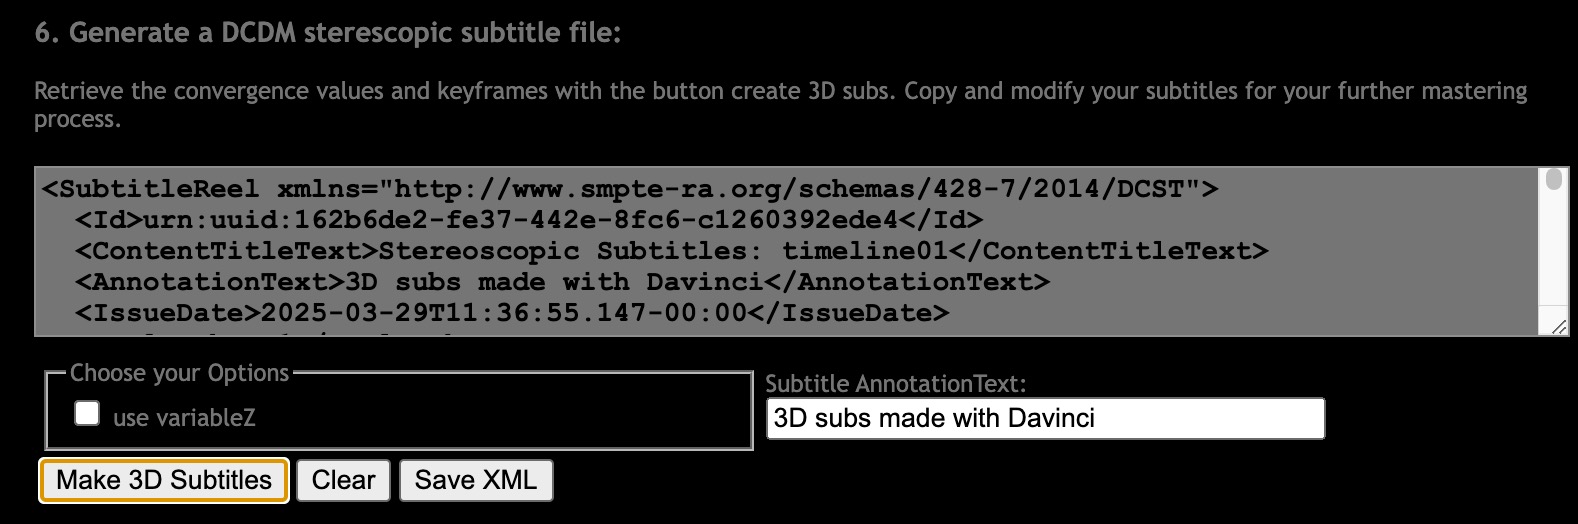 6. Generate a DCDM sterescopic subtitle file:
Retrieve the convergence values and keyframes with the button create 3D subs. Copy and modify your subtitles for your further mastering
process.
<SubtitleReel xmlns="http://www.smpte-ra.org/schemas/428-7/2014/DCST">
<Id>urn:uuid:162b6de2-fe37-442e-8fc6-c1260392ede4</Id>
<ContentTitleText>Stereoscopic Subtitles: timeline01</ContentTitleText>
<AnnotationText>3D subs made with Davinci</AnnotationText>
<IssueDate>2025-03-29T11:36:55.147-00:00</IssueDate>
Choose your Options
use variableZ
Subtitle AnnotationText:
3D subs made with Davinci
Make 3D Subtitles
Clear
Save XML